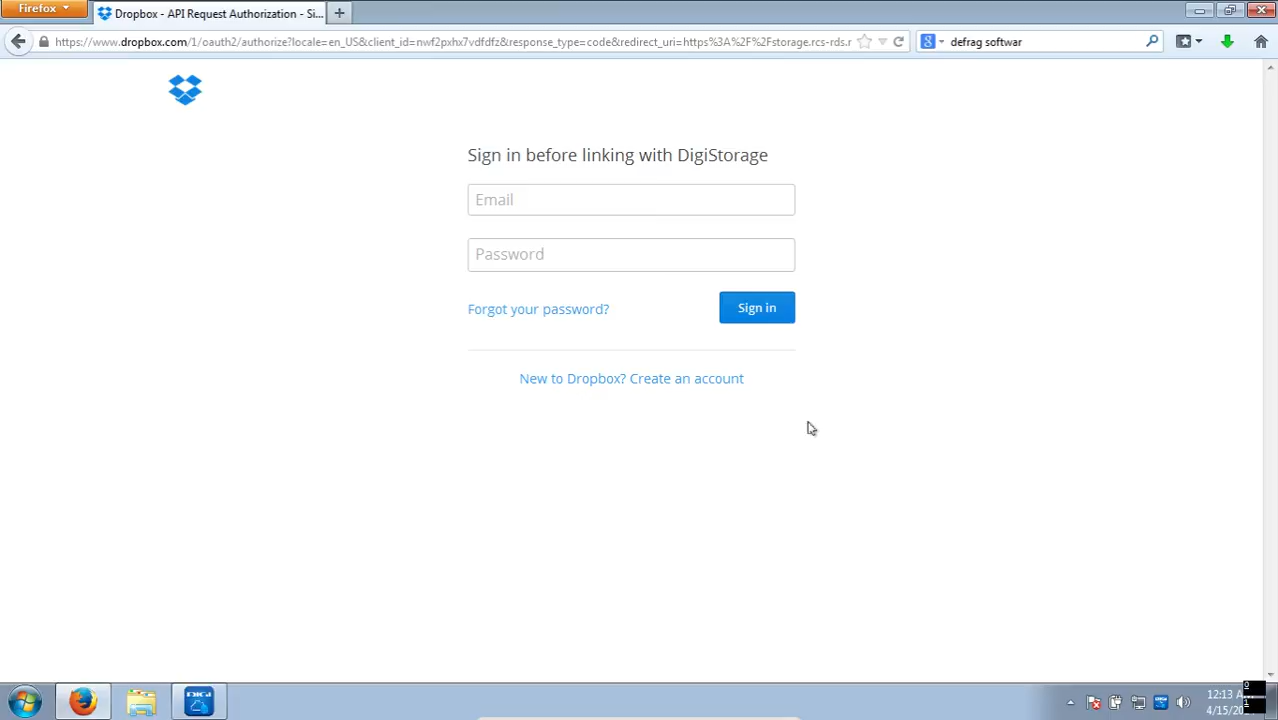 Firefox
Dropbox - API Request Authorization - Si...
https://www.dropbox.com/1/oauth2/authorize?locale=en_US&client_id=nwf2pxhx7vdfdfz&response_type=code&redirect_uri=https%3A%2F%2Fstorage.rcs-rds.r
defrag softwar
Sign in before linking with DigiStorage
Email
Password
Forgot your password?
Sign in
New to Dropbox? Create an account
DIGI
12:13 A
4/15/20